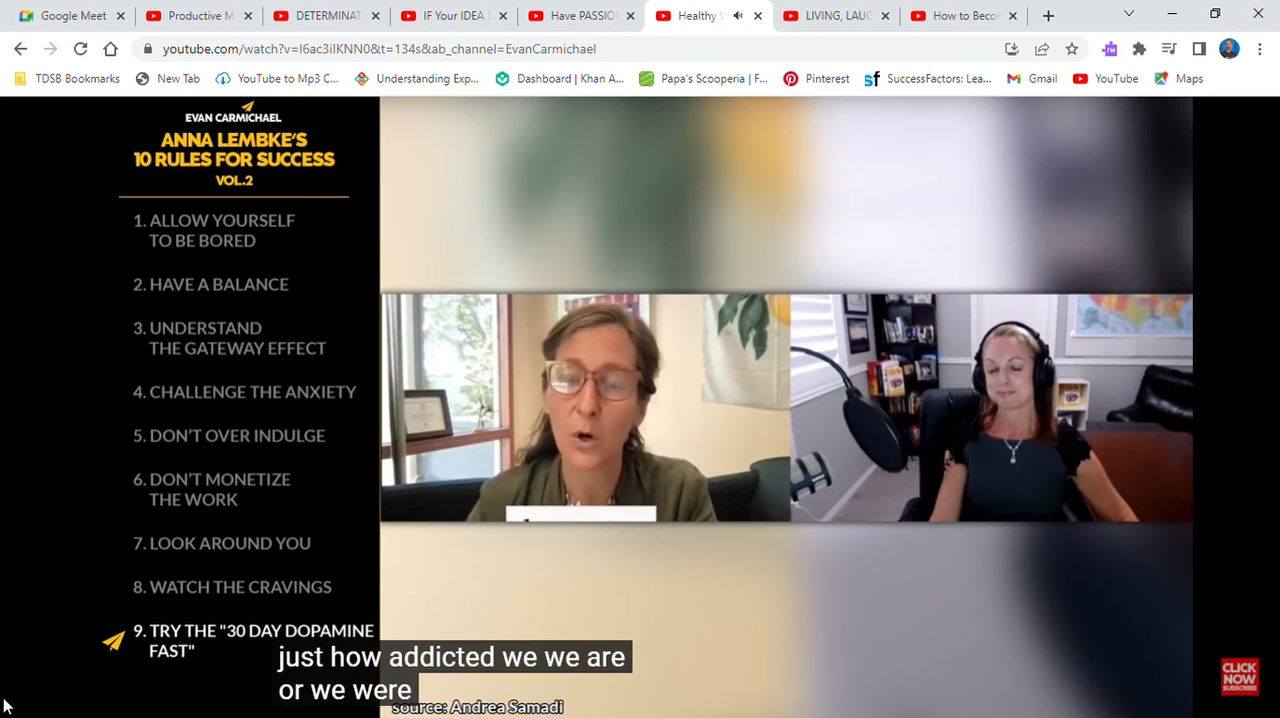 Google Meet
Productive M
DETERMINAT
IF Your IDEA
Have PASSIO
Healthy
LIVING, LAUG
How to Becor
youtube.com/watch?v=I6ac3iIKNN0&t=134s&ab_channel=EvanCarmichael
TDSB Bookmarks
New Tab
YouTube to Mp3 C...
Understanding Exp...
Dashboard | Khan A...
Papa's Scooperia | F...
Pinterest
SuccessFactors: Lea...
Gmail
YouTube
Maps
EVAN CARMICHAEL
ANNA LEMBKE'S
10 RULES FOR SUCCESS
VOL.2
1. ALLOW YOURSELF
TO BE BORED
2. HAVE A BALANCE
3. UNDERSTAND
THE GATEWAY EFFECT
4. CHALLENGE THE ANXIETY
5. DON'T OVER INDULGE
6. DON'T MONETIZE
THE WORK
7. LOOK AROUND YOU
8. WATCH THE CRAVINGS
9. TRY THE "30 DAY DOPAMINE
FAST"
just how addicted we we are
or we were
source: Andrea Samadi
CLICK
NOW
SUBSCRIBE